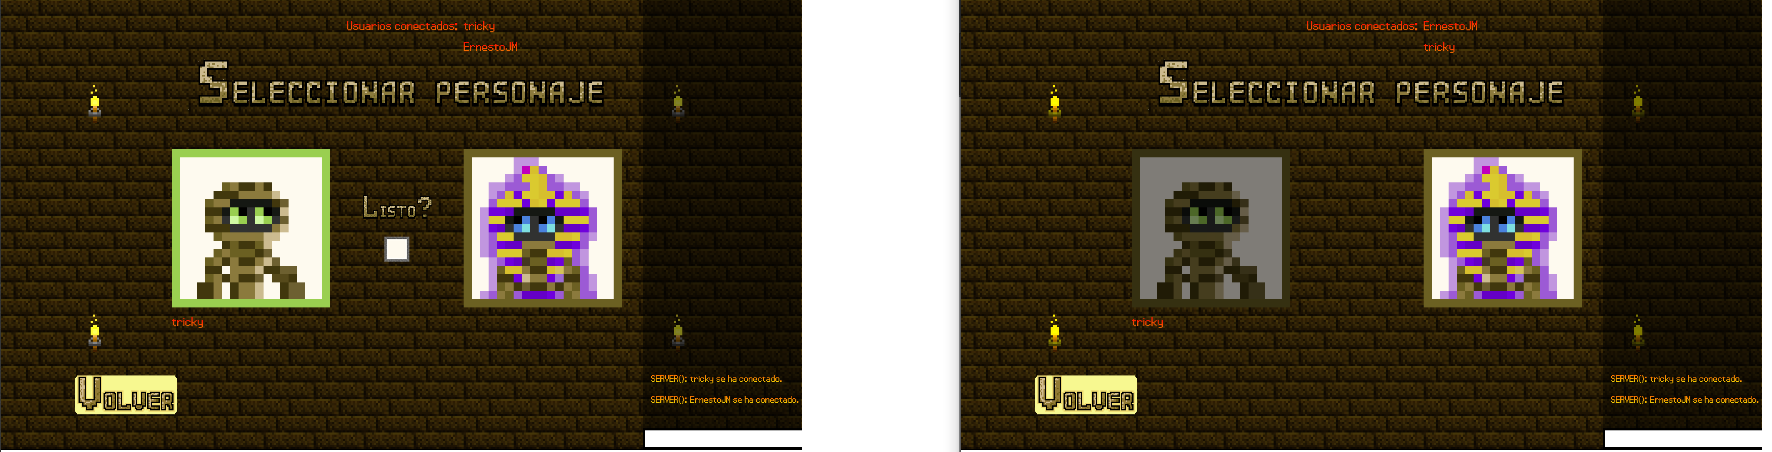 Usuarios conectados: tricky
ErnestoJM
SELECCIONAR PERSONAJE
LISTO?
tricky
VOLVER
SERVER(): tricky se ha conectado.
SERVER(): ErnestoJM se ha conectado.
Usuarios conectados: ErnestoJM
tricky
SELECCIONAR PERSONAJE
tricky
VOLVER
SERVER(): tricky se ha conectado.
SERVER(): ErnestoJM se ha conectado.